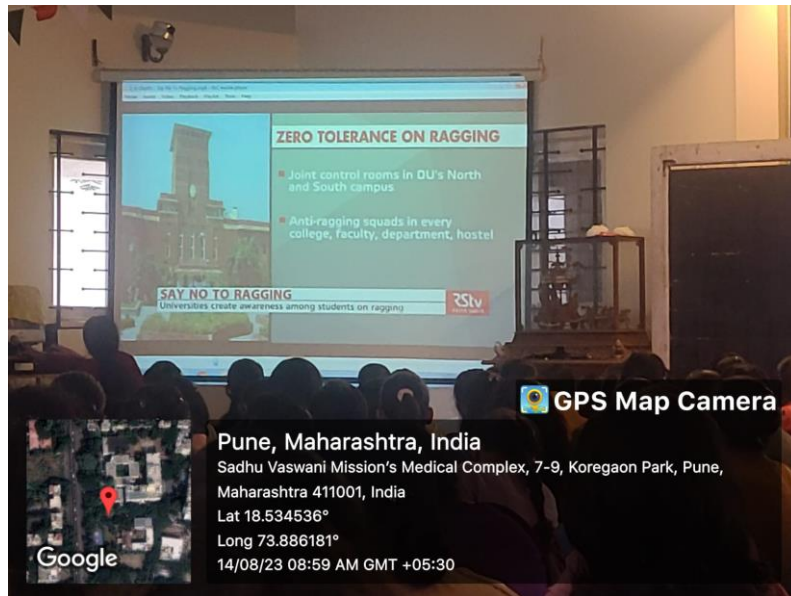 ZERO TOLERANCE ON RAGGING
Joint control rooms in DU's North
and South campus
Anti-ragging squads in every
college, faculty, department, hostel
SAY NO TO RAGGING
Universities create awareness among students on ragging
RStv
GPS Map Camera
Pune, Maharashtra, India
Sadhu Vaswani Mission's Medical Complex, 7-9, Koregaon Park, Pune,
Maharashtra 411001, India
Lat 18.534536°
Long 73.886181°
14/08/23 08:59 AM GMT +05:30
Google